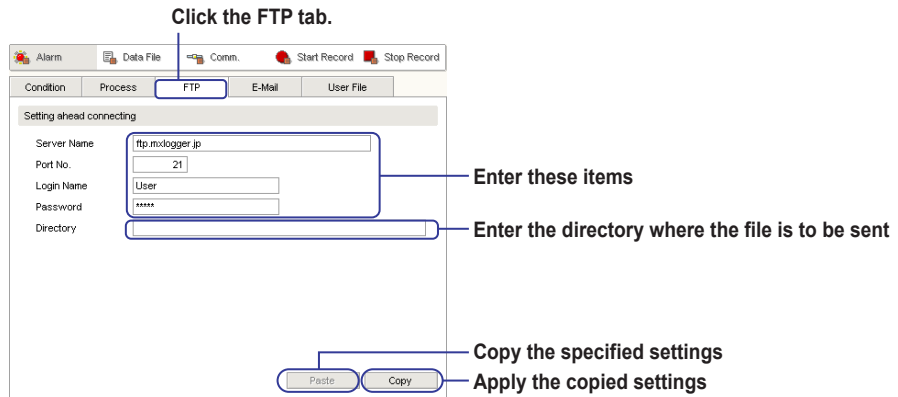 Click the FTP tab.
Alarm Data File Comm. Start Record Stop Record
Condition Process FTP E-Mail User File
Setting ahead connecting
Server Name ftp.mxlogger.jp
Port No. 21
Login Name User
Password *****
Enter these items
Directory
Enter the directory where the file is to be sent
Copy the specified settings
Paste Copy
Apply the copied settings